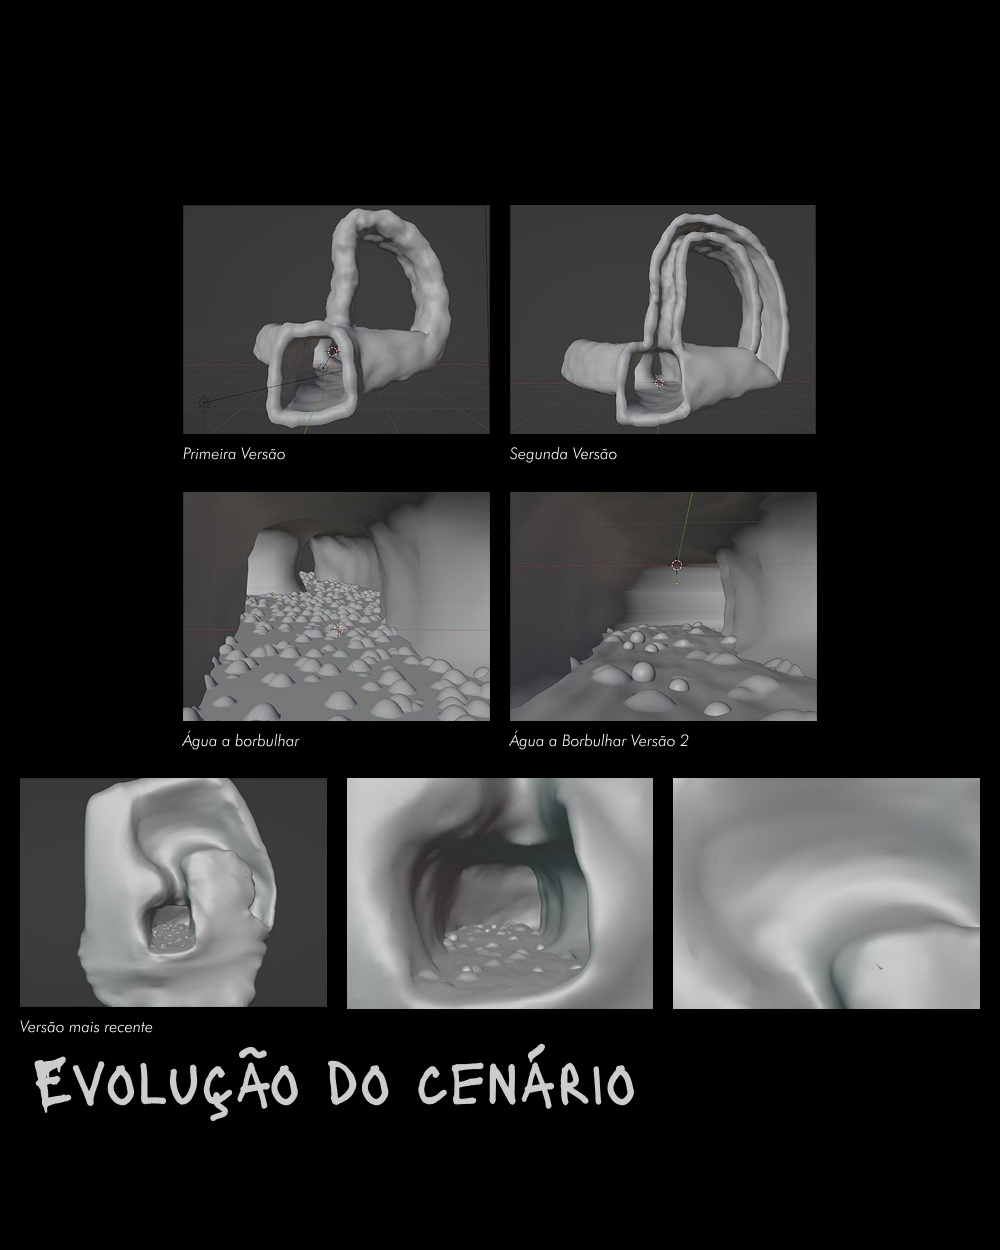 Primeira Versão
Segunda Versão
Água a borbulhar
Água a Borbulhar Versão 2
Versão mais recente
EVOLUÇÃO DO CENÁRIO